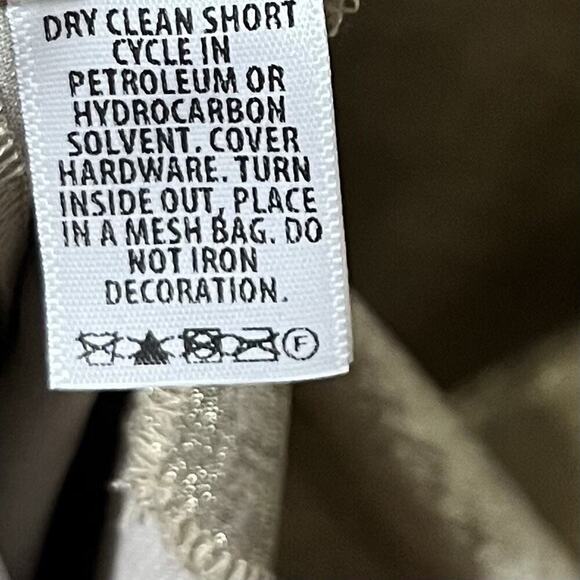 DRY CLEAN SHORT
CYCLE IN
PETROLEUM OR
HYDROCARBON
SOLVENT. COVER
HARDWARE. TURN
INSIDE OUT, PLACE
IN A MESH BAG. DO
NOT IRON
DECORATION.
F